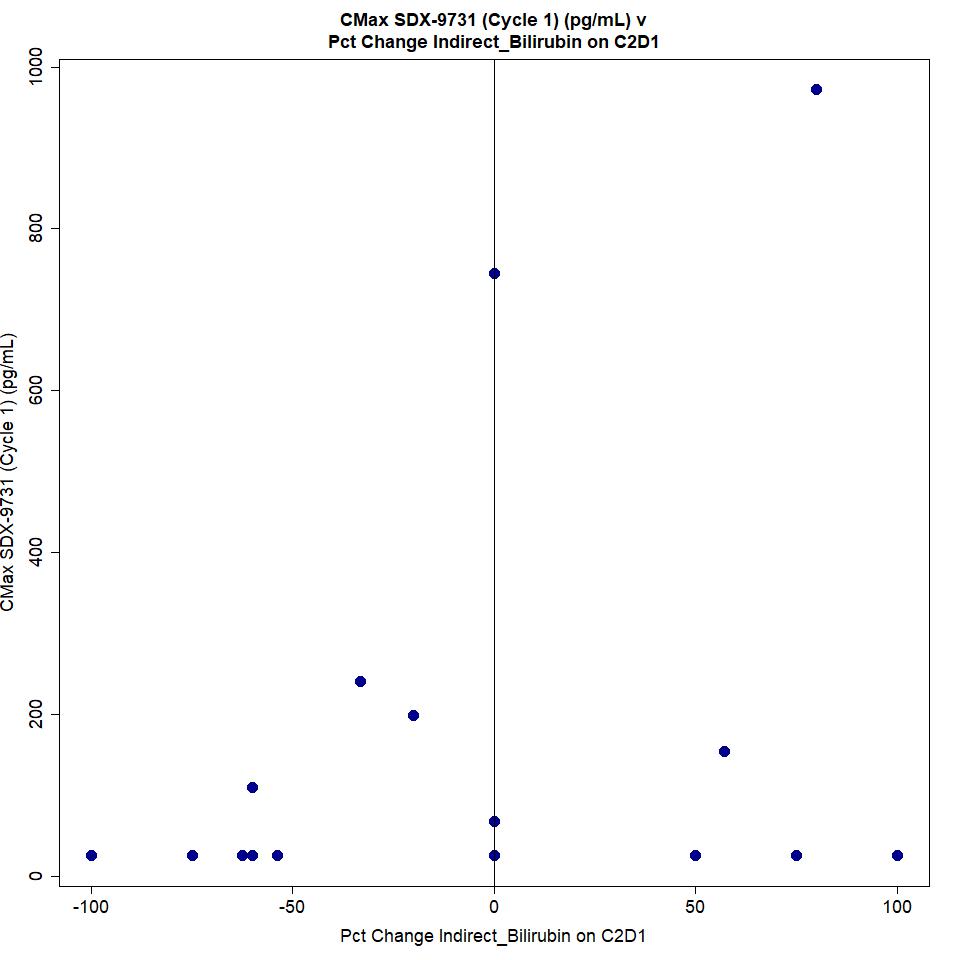 CMax SDX-9731 (Cycle 1) (pg/mL) v
Pct Change Indirect_Bilirubin on C2D1
CMax SDX-9731 (Cycle 1) (pg/mL)
1000
800
600
400
200
0
-100
-50
0
50
100
Pct Change Indirect_Bilirubin on C2D1